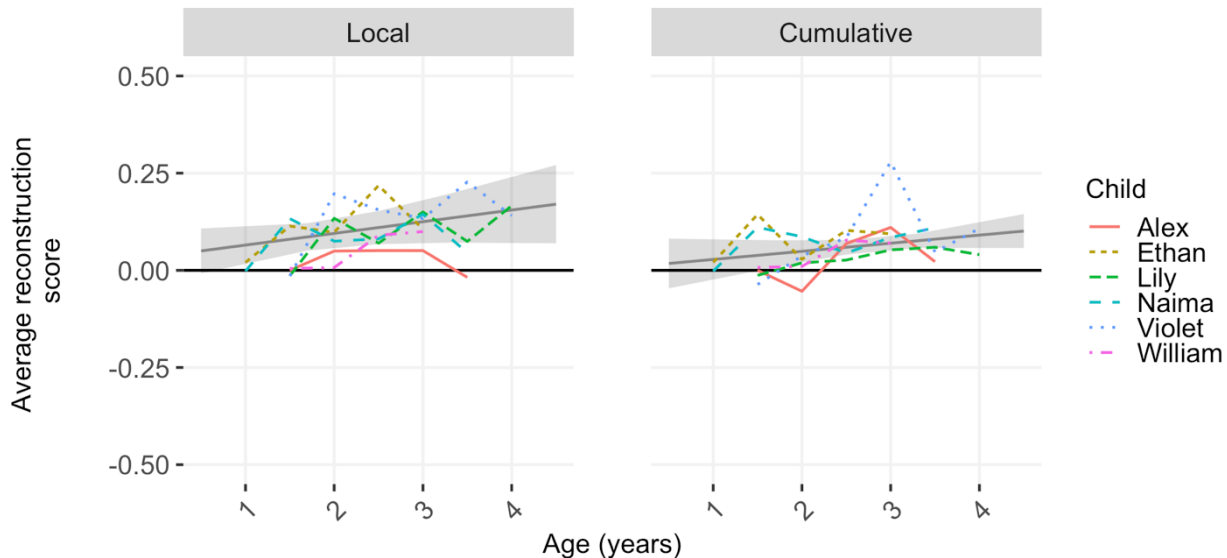 Local
Cumulative
0.50
0.25
0.00
-0.25
-0.50
Average reconstruction
score
1
2
3
4
1
2
3
4
Age (years)
Child
Alex
Ethan
Lily
Naima
Violet
William